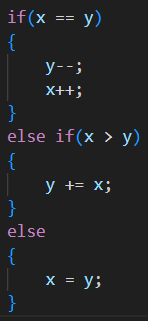 if(x == y)
{
    y--;
    x++;
}
else if(x > y)
{
    y += x;
}
else
{
    x = y;
}